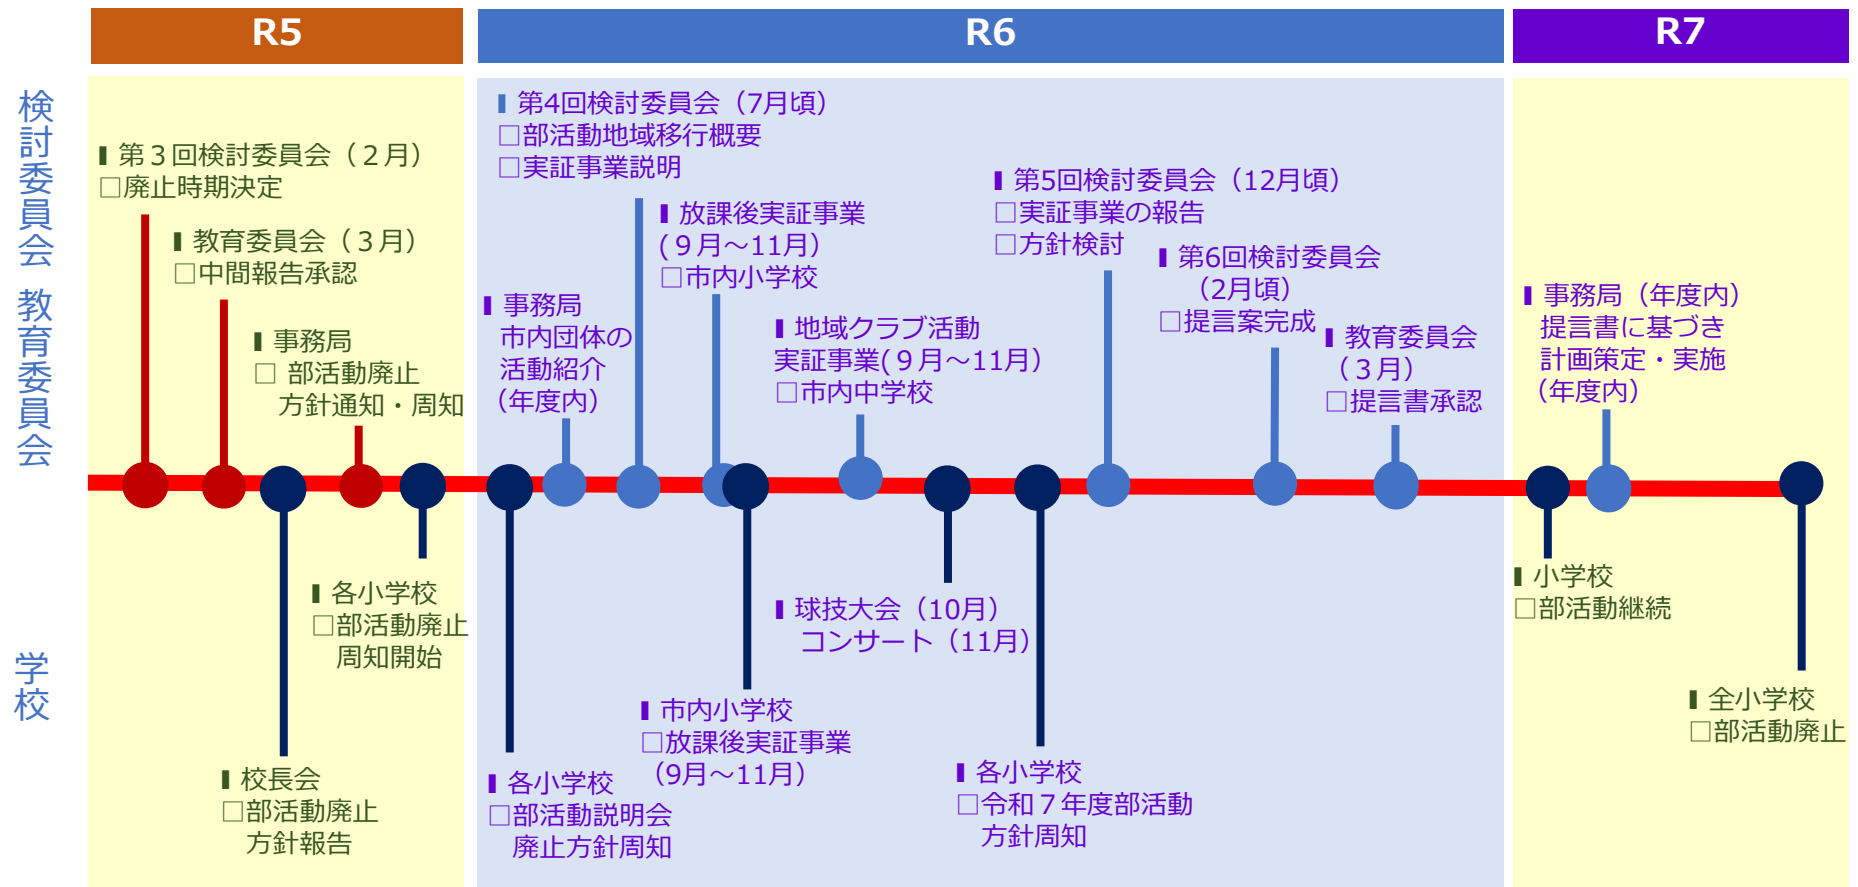 R5
R6
R7
検討委員会 教育委員会
▮第3回検討委員会（2月）
□廃止時期決定
▮教育委員会（３月）
□中間報告承認
▮事務局
□ 部活動廃止
方針通知・周知
▮第4回検討委員会（7月頃）
□部活動地域移行概要
□実証事業説明
▮放課後実証事業
(９月～11月）
□市内小学校
▮事務局
市内団体の
活動紹介
（年度内）
▮地域クラブ活動
実証事業(９月～11月）
□市内中学校
▮第5回検討委員会（12月頃）
□実証事業の報告
□方針検討
▮第6回検討委員会
（2月頃）
□提言案完成
▮教育委員会
（３月）
□提言書承認
▮事務局（年度内）
提言書に基づき
計画策定・実施
（年度内）
学校
▮各小学校
□部活動廃止
周知開始
▮校長会
□部活動廃止
方針報告
▮各小学校
□部活動説明会
廃止方針周知
▮市内小学校
□放課後実証事業
（9月～11月）
▮球技大会（10月）
コンサート（11月）
▮各小学校
□令和７年度部活動
方針周知
▮小学校
□部活動継続
▮全小学校
□部活動廃止